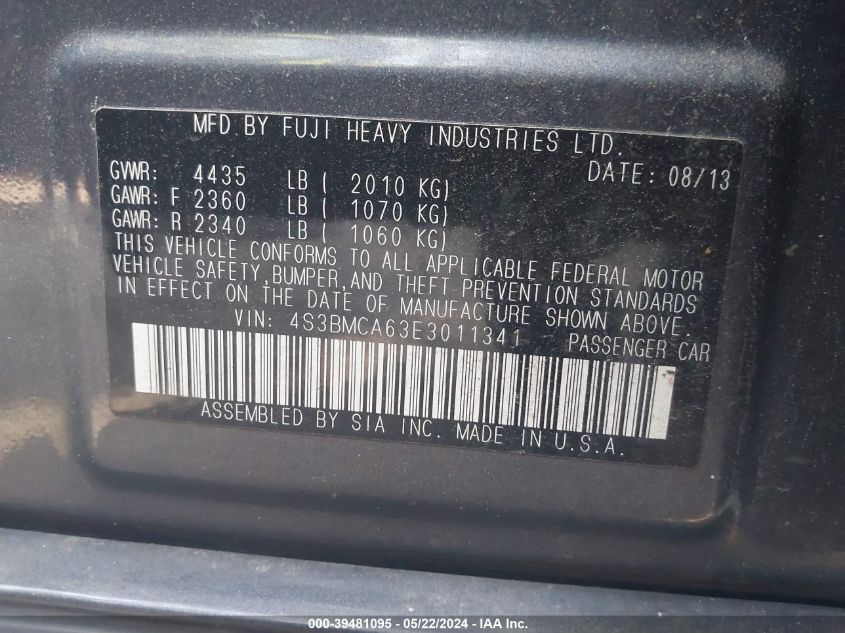 MFD BY FUJI HEAVY INDUSTRIES LTD.
DATE: 08/13
GVWR: 4435 LB ( 2010 KG)
GAWR: F 2360 LB ( 1070 KG)
GAWR: R 2340 LB ( 1060 KG)
THIS VEHICLE CONFORMS TO ALL APPLICABLE FEDERAL MOTOR
VEHICLE SAFETY,BUMPER,AND THEFT PREVENTION STANDARDS
IN EFFECT ON THE DATE OF MANUFACTURE SHOWN ABOVE.
VIN: 4S3BMCA63E3011341 PASSENGER CAR
ASSEMBLED BY SIA INC. MADE IN U.S.A.
000-39481095 - 05/22/2024 - IAA Inc.